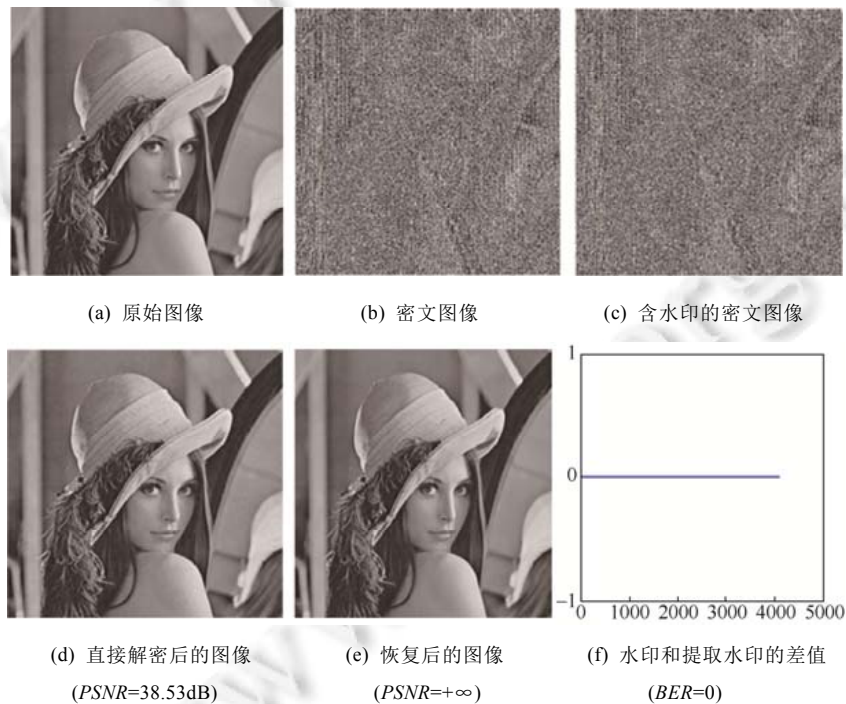 (a) 原始图像
(b) 密文图像
(c) 含水印的密文图像
1
0
−1
0 1000 2000 3000 4000 5000
(d) 直接解密后的图像
(PSNR=38.53dB)
(e) 恢复后的图像
(PSNR=+∞)
(f) 水印和提取水印的差值
(BER=0)